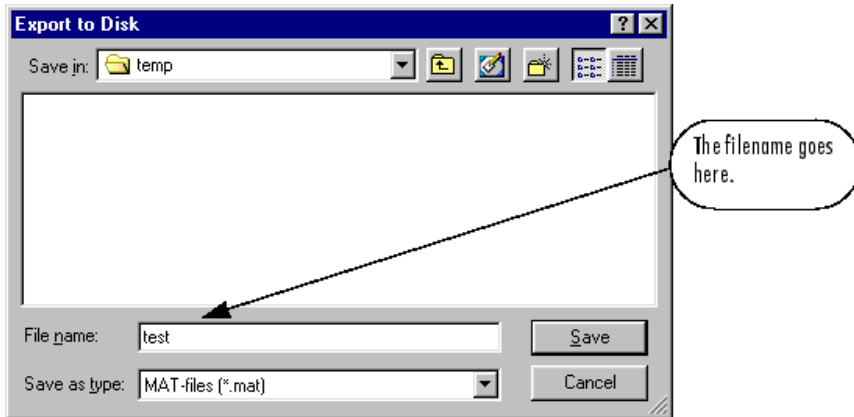 Export to Disk
Save in: temp
The filename goes
here.
File name: test Save
Save as type: MAT-files (*.mat) Cancel